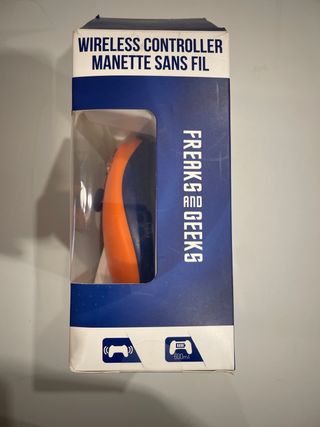 WIRELESS CONTROLLER
MANETTE SANS FIL
FREAKS AND GEEKS